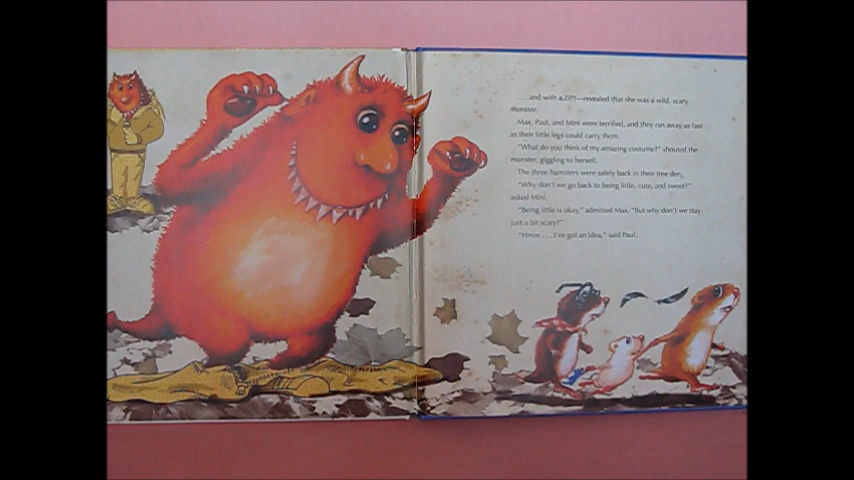 . . . and with a ZIP!—revealed that she was a wild, scary
monster.
Max, Paul, and Mini were terrified, and they ran away as fast
as their little legs could carry them.
"What do you think of my amazing costume?" shouted the
monster, giggling to herself.
The three hamsters were safely back in their tree den.
"Why don't we go back to being little, cute, and sweet?"
asked Mini.
"Being little is okay," admitted Max. "But why don't we stay
just a bit scary?"
"Hmm . . . I've got an idea," said Paul.